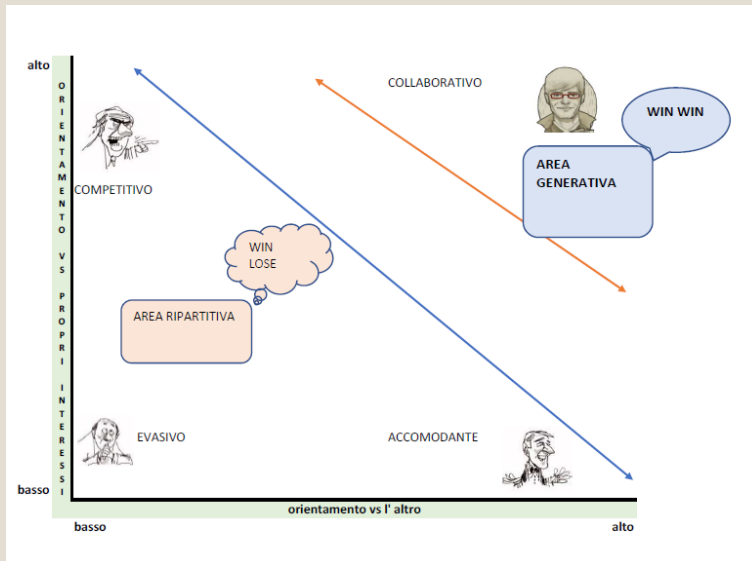 alto
COLLABORATIVO
WIN WIN
AREA
GENERATIVA
ORIENTAMENTO VS PROPRI INTERESSI
COMPETITIVO
WIN
LOSE
AREA RIPARTITIVA
EVASIVO
ACCOMODANTE
basso
orientamento vs l' altro
basso
alto